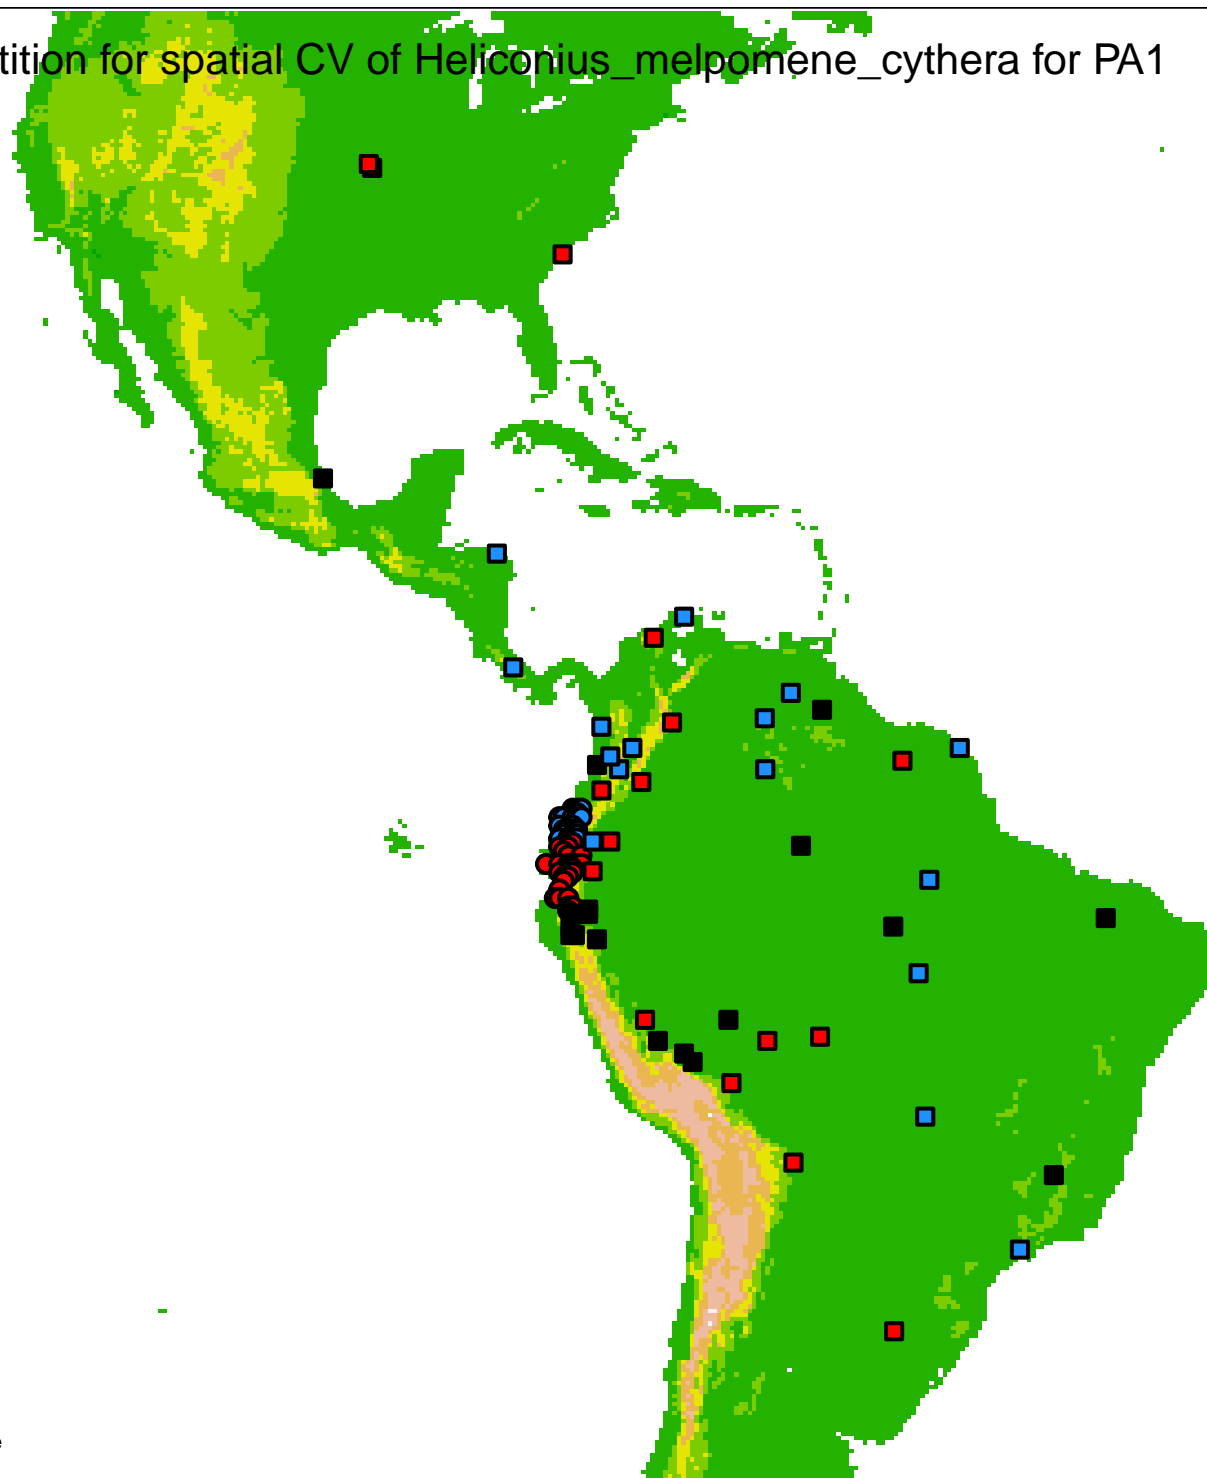 tition for spatial CV of Heliconius_melpomene_cythera for PA1